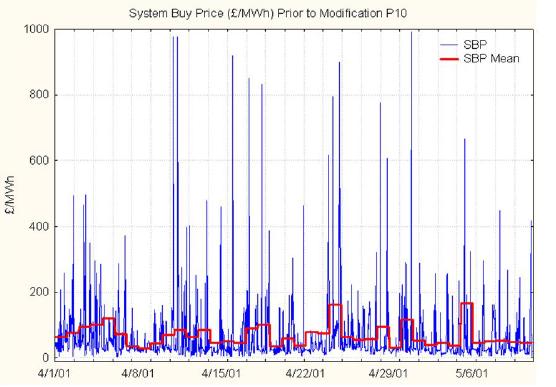 System Buy Price (£/MWh) Prior to Modification P10
SBP
SBP Mean
£/MWh
1000
800
600
400
200
0
4/1/01 4/8/01 4/15/01 4/22/01 4/29/01 5/6/01